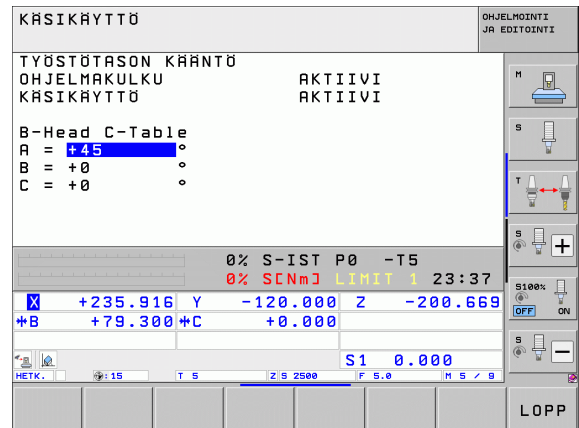 KÄSIKÄYTTÖ
OHJELMOINTI
JA EDITOINTI
TYÖSTÖTASON KÄÄNTÖ
OHJELMAKULKU AKTIIVI
KÄSIKÄYTTÖ AKTIIVI
B-Head C-Table
A = +45 °
B = +0 °
C = +0 °
0% S-IST P0 -T5
0% S[Nm] LIMIT 1 23:37
X +235.916 Y -120.000 Z -200.669
B +79.300 C +0.000
S1 0.000
HETK. : 15 T 5 Z S 2500 F 5.0 M 5 / 9
M
S
T
S
S100%
OFF ON
S
LOPP